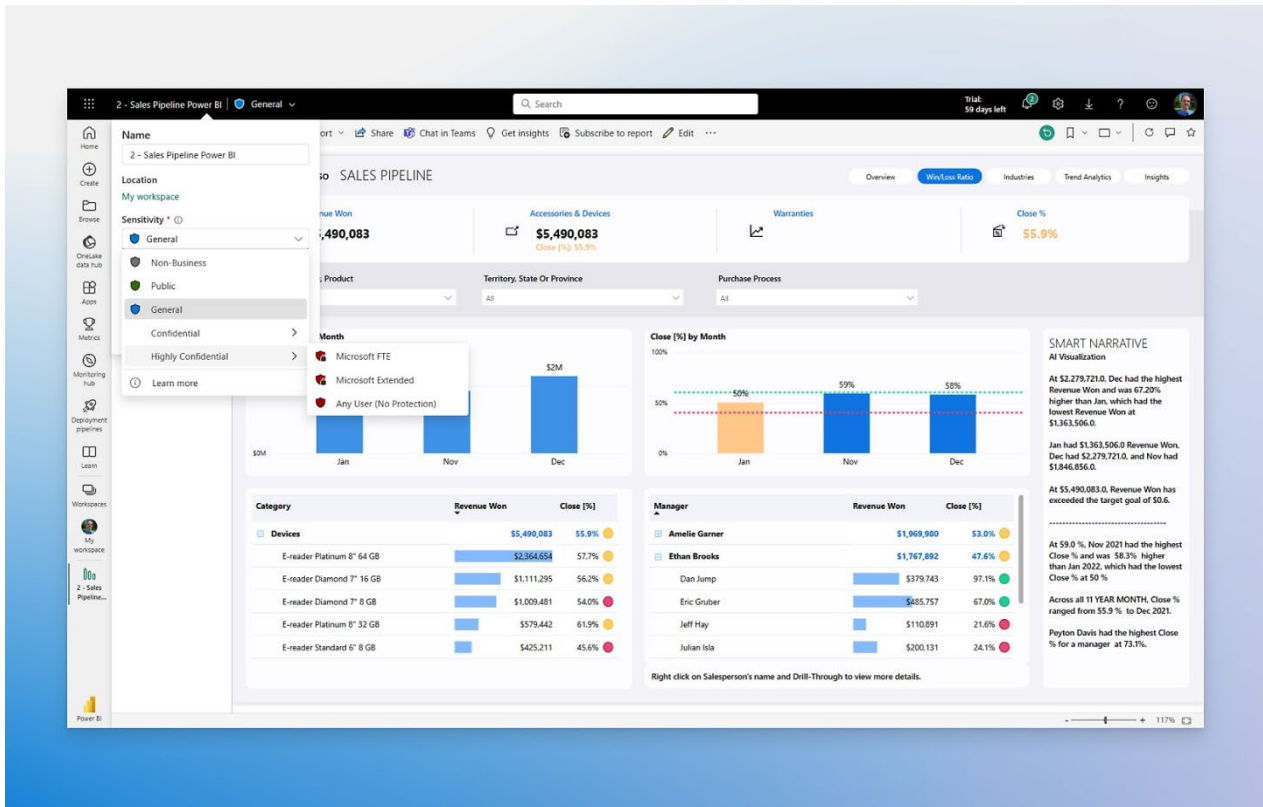 2 - Sales Pipeline Power BI
General
Search
Trial:
59 days left
2
Home
Create
Browse
OneLake
data hub
Apps
Metrics
Monitoring
hub
Deployment
pipelines
Learn
Workspaces
My
workspace
2 - Sales
Pipeline...
Power BI
Name
2 - Sales Pipeline Power BI
Location
My workspace
Sensitivity *
General
Non-Business
Public
General
Confidential
Highly Confidential
Learn more
Microsoft FTE
Microsoft Extended
Any User (No Protection)
ort Share Chat in Teams Get insights Subscribe to report Edit ...
so SALES PIPELINE
Overview Win/Loss Ratio Industries Trend Analytics Insights
nue Won
,490,083
Accessories & Devices
$5,490,083
Close [%]: 55.9%
Warranties
Close %
55.9%
, Product
Territory, State Or Province
All
Purchase Process
All
Month
$2M
$0M
Jan Nov Dec
Close [%] by Month
100%
50%
0%
50% 59% 58%
Jan Nov Dec
SMART NARRATIVE
AI Visualization
At $2,279,721.0, Dec had the highest
Revenue Won and was 67.20%
higher than Jan, which had the
lowest Revenue Won at
$1,363,506.0.
Jan had $1,363,506.0 Revenue Won,
Dec had $2,279,721.0, and Nov had
$1,846,856.0.
At $5,490,083.0, Revenue Won has
exceeded the target goal of $0.6.
------------------------------------
At 59.0 %, Nov 2021 had the highest
Close % and was 58.3% higher
than Jan 2022, which had the lowest
Close % at 50 %
Across all 11 YEAR MONTH, Close %
ranged from 55.9 % to Dec 2021.
Peyton Davis had the highest Close
% for a manager at 73.1%.
Category Revenue Won Close [%]
Devices $5,490,083 55.9%
E-reader Platinum 8" 64 GB $2,364,654 57.7%
E-reader Diamond 7" 16 GB $1,111,295 56.2%
E-reader Diamond 7" 8 GB $1,009,481 54.0%
E-reader Platinum 8" 32 GB $579,442 61.9%
E-reader Standard 6" 8 GB $425,211 45.6%
Manager Revenue Won Close [%]
Amelie Garner $1,969,980 53.0%
Ethan Brooks $1,767,892 47.6%
Dan Jump $379,743 97.1%
Eric Gruber $485,757 67.0%
Jeff Hay $110,891 21.6%
Julian Isla $200,131 24.1%
Right click on Salesperson's name and Drill-Through to view more details.
- + 117%